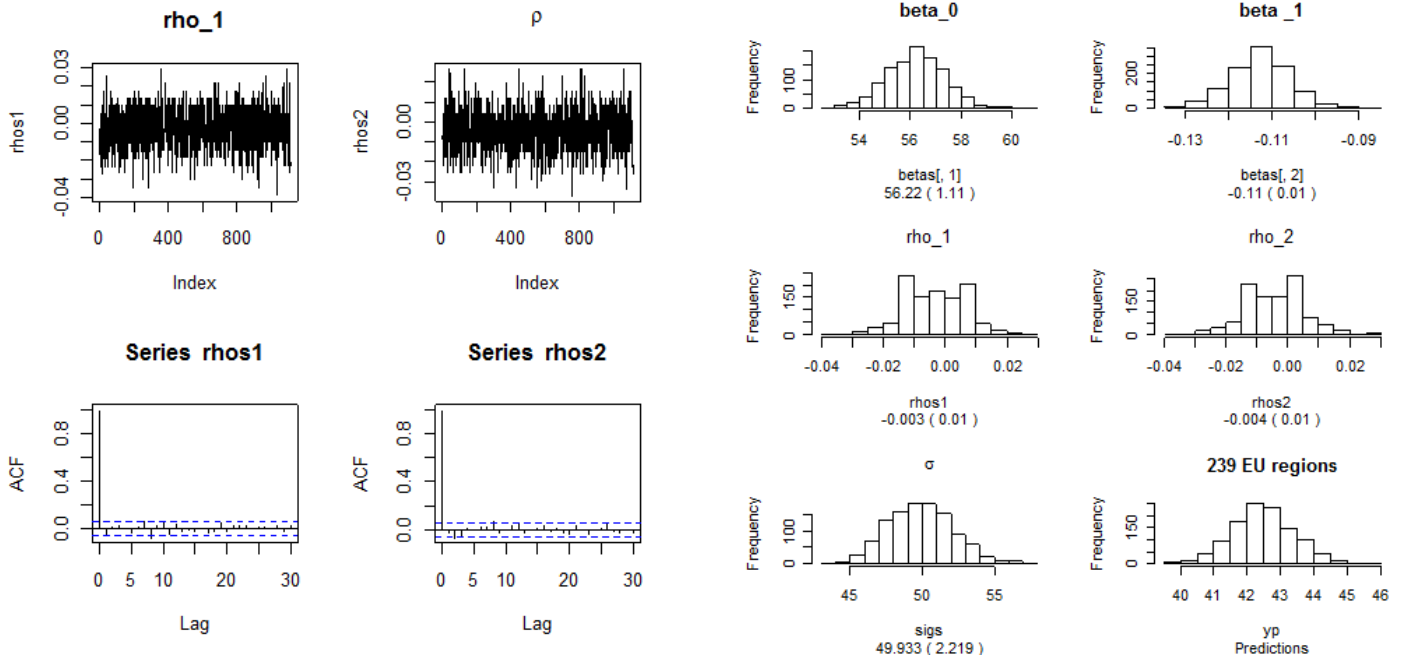 rho_1
rhos1
0.03
0.00
-0.04
0 400 800
Index
ρ
rhos2
0.00
-0.03
0 400 800
Index
Series rhos1
ACF
0.8
0.4
0.0
0 5 10 20 30
Lag
Series rhos2
ACF
0.8
0.4
0.0
0 5 10 20 30
Lag
beta_0
Frequency
100
0
54 56 58 60
betas[, 1]
56.22 ( 1.11 )
beta _1
Frequency
200
0
-0.13 -0.11 -0.09
betas[, 2]
-0.11 ( 0.01 )
rho_1
Frequency
150
0
-0.04 -0.02 0.00 0.02
rhos1
-0.003 ( 0.01 )
rho_2
Frequency
150
0
-0.04 -0.02 0.00 0.02
rhos2
-0.004 ( 0.01 )
σ
Frequency
100
0
45 50 55
sigs
49.933 ( 2.219 )
239 EU regions
Frequency
150
0
40 41 42 43 44 45 46
yp
Predictions